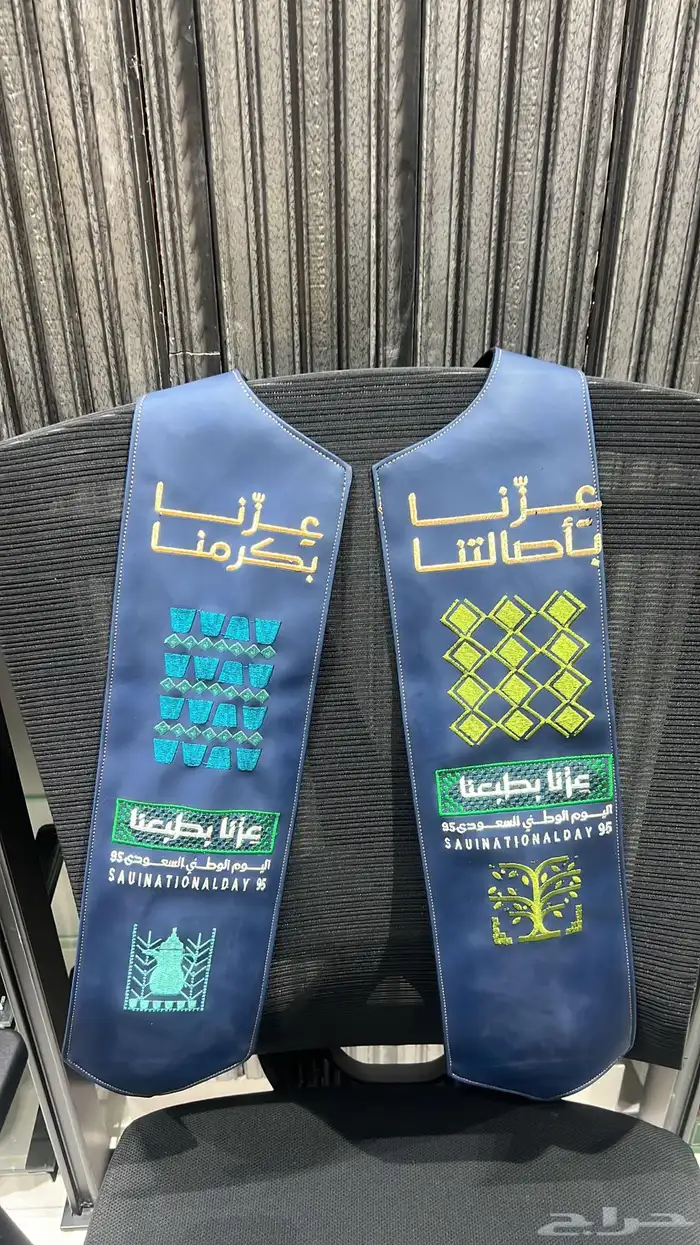 عزّنا
بكرمنا
عزنا بطبعنا
اليوم الوطني السعودي 95
SAUINATIONALDAY 95
عزّنا
بأصالتنا
عزنا بطبعنا
اليوم الوطني السعودي 95
SAUINATIONALDAY 95
حراج